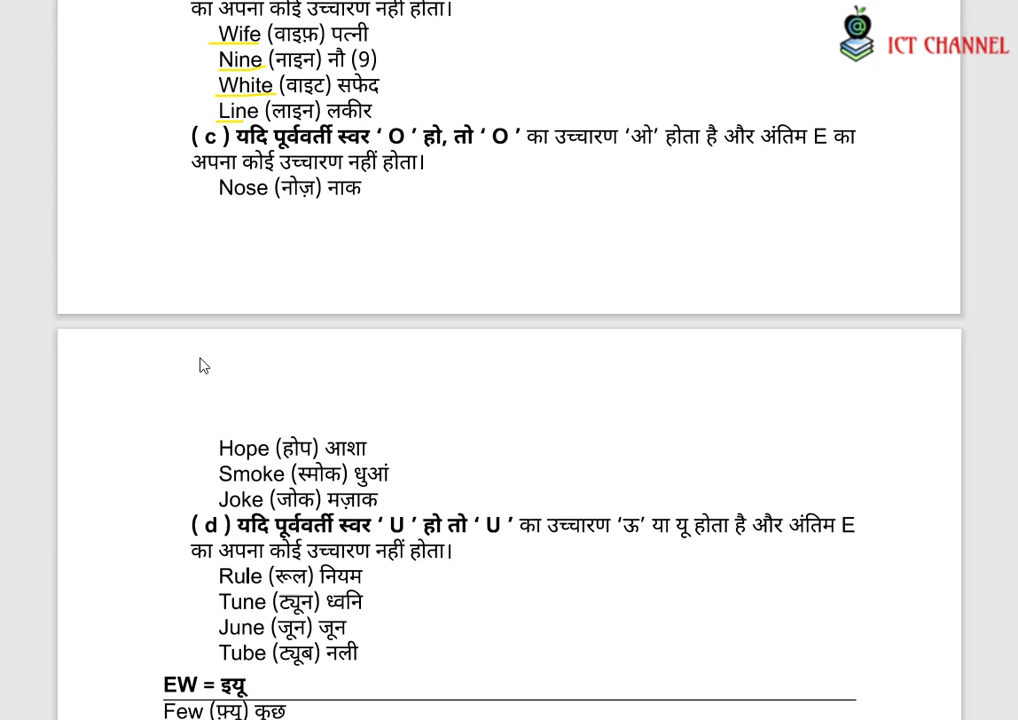 का अपना कोई उच्चारण नहीं होता।
ICT CHANNEL
Wife (वाइफ़) पत्नी
Nine (नाइन) नौ (9)
White (वाइट) सफेद
Line (लाइन) लकीर
( c ) यदि पूर्ववर्ती स्वर ‘ O ’ हो, तो ‘ O ’ का उच्चारण ‘ओ’ होता है और अंतिम E का
अपना कोई उच्चारण नहीं होता।
Nose (नोज़) नाक
Hope (होप) आशा
Smoke (स्मोक) धुआं
Joke (जोक) मज़ाक
( d ) यदि पूर्ववर्ती स्वर ‘ U ’ हो तो ‘ U ’ का उच्चारण ‘ऊ’ या यू होता है और अंतिम E
का अपना कोई उच्चारण नहीं होता।
Rule (रूल) नियम
Tune (ट्यून) ध्वनि
June (जून) जून
Tube (ट्यूब) नली
EW = इयू
Few (फ़्यू) कुछ